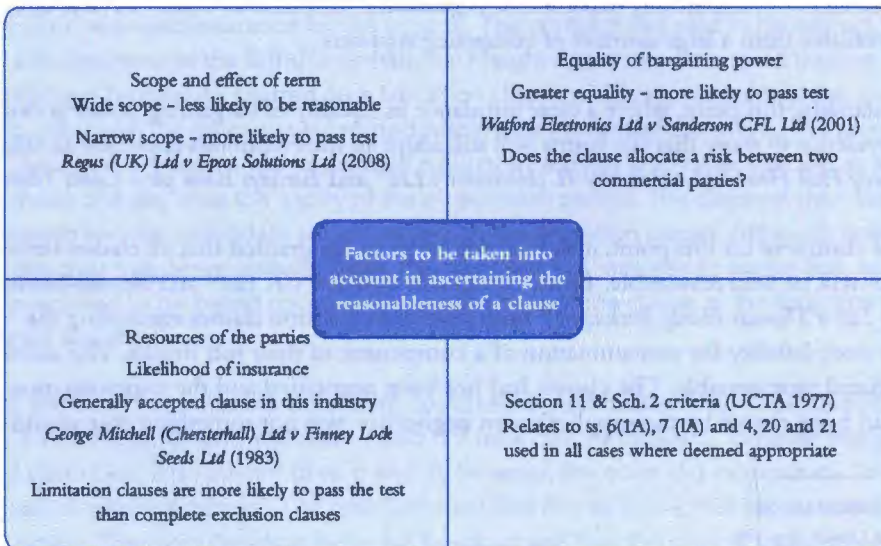 Scope and effect of term
Wide scope – less likely to be reasonable
Narrow scope – more likely to pass test
Regus (UK) Ltd v Epcot Solutions Ltd (2008)
Equality of bargaining power
Greater equality – more likely to pass test
Watford Electronics Ltd v Sanderson CFL Ltd (2001)
Does the clause allocate a risk between two
commercial parties?
Factors to be taken into
account in ascertaining the
reasonableness of a clause
Resources of the parties
Likelihood of insurance
Generally accepted clause in this industry
George Mitchell (Chesterhall) Ltd v Finney Lock
Seeds Ltd (1983)
Limitation clauses are more likely to pass the test
than complete exclusion clauses
Section 11 & Sch. 2 criteria (UCTA 1977)
Relates to ss. 6(1A), 7 (1A) and 4, 20 and 21
used in all cases where deemed appropriate